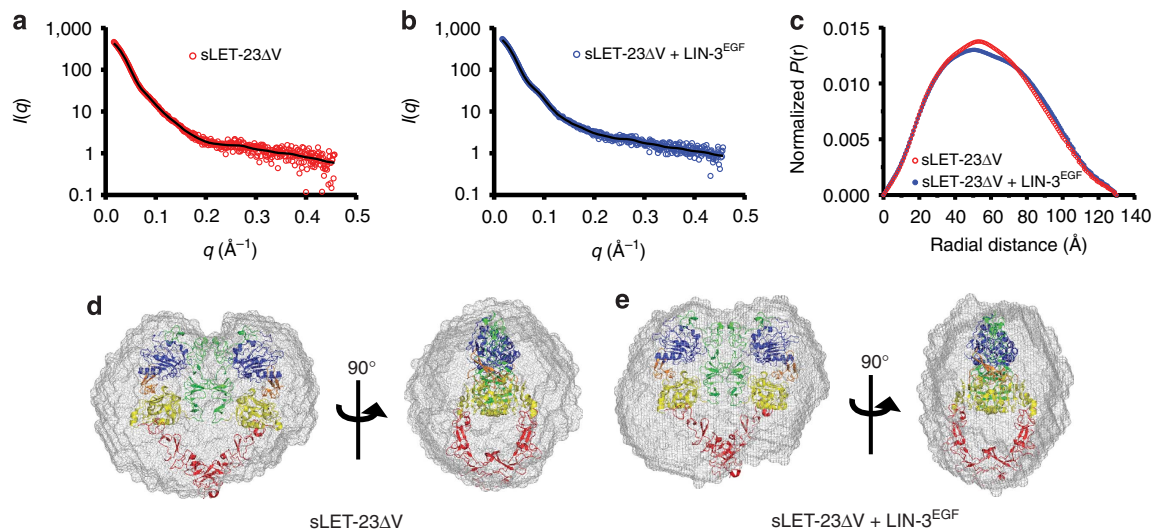 a
1,000
100
10
1
0.1
I(q)
sLET-23ΔV
0.0 0.1 0.2 0.3 0.4 0.5
q (Å⁻¹)
b
1,000
100
10
1
0.1
I(q)
sLET-23ΔV + LIN-3ᴱᴳᶠ
0.0 0.1 0.2 0.3 0.4 0.5
q (Å⁻¹)
c
0.015
0.010
0.005
0.000
Normalized P(r)
sLET-23ΔV
sLET-23ΔV + LIN-3ᴱᴳᶠ
0 20 40 60 80 100 120 140
Radial distance (Å)
d
90°
sLET-23ΔV
e
90°
sLET-23ΔV + LIN-3ᴱᴳᶠ